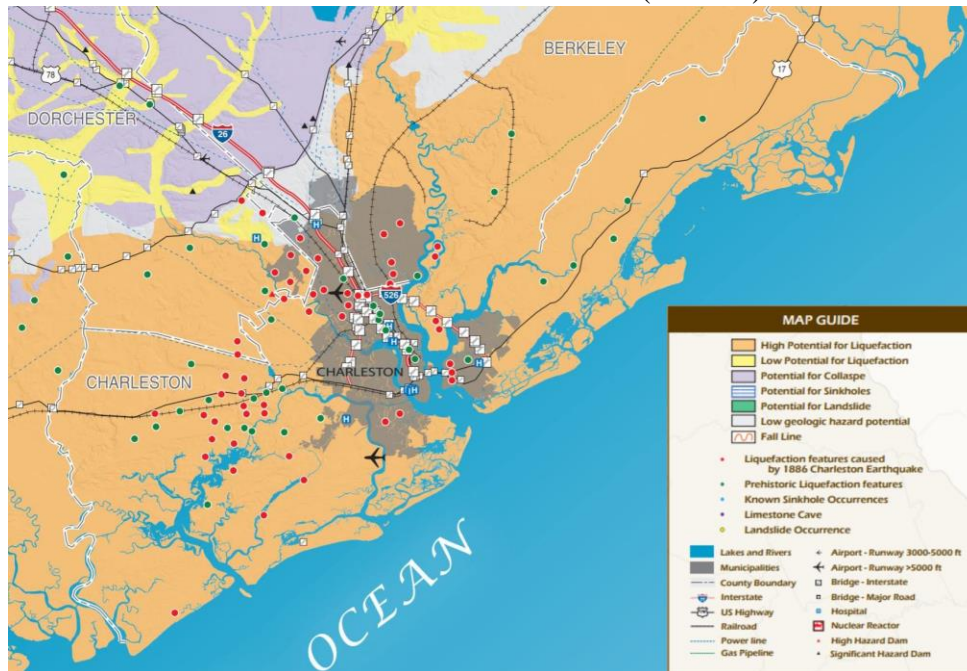 BERKELEY
17
78
DORCHESTER
26
H
H
526
H
H
CHARLESTON
CHARLESTON
H
H
OCEAN
MAP GUIDE
High Potential for Liquefaction
Low Potential for Liquefaction
Potential for Collaspe
Potential for Sinkholes
Potential for Landslide
Low geologic hazard potential
Fall Line
Liquefaction features caused
by 1886 Charleston Earthquake
Prehistoric Liquefaction features
Known Sinkhole Occurrences
Limestone Cave
Landslide Occurrence
Lakes and Rivers
Municipalities
County Boundary
Interstate
US Highway
Railroad
Power line
Gas Pipeline
Airport - Runway 3000-5000 ft
Airport - Runway >5000 ft
Bridge - Interstate
Bridge - Major Road
Hospital
Nuclear Reactor
High Hazard Dam
Significant Hazard Dam